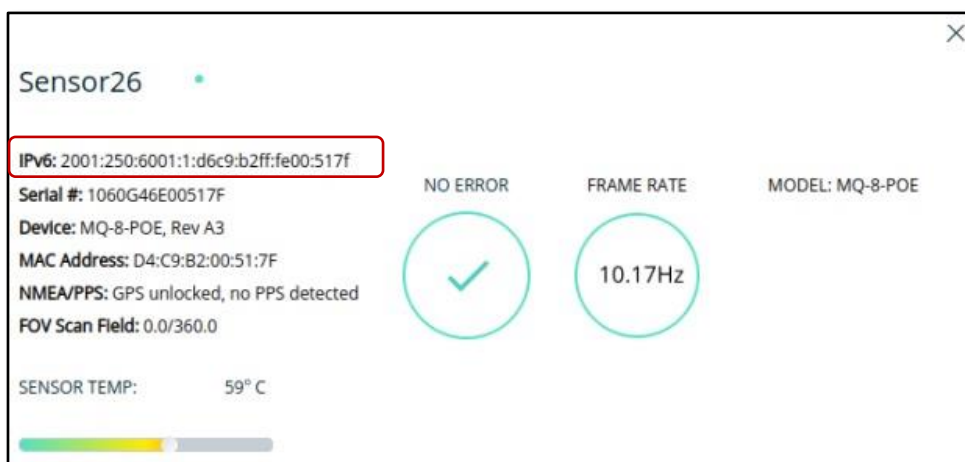 Sensor26
IPv6: 2001:250:6001:1:d6c9:b2ff:fe00:517f
Serial #: 1060G46E00517F
Device: MQ-8-POE, Rev A3
MAC Address: D4:C9:B2:00:51:7F
NMEA/PPS: GPS unlocked, no PPS detected
FOV Scan Field: 0.0/360.0
SENSOR TEMP: 59° C
NO ERROR
FRAME RATE
10.17Hz
MODEL: MQ-8-POE